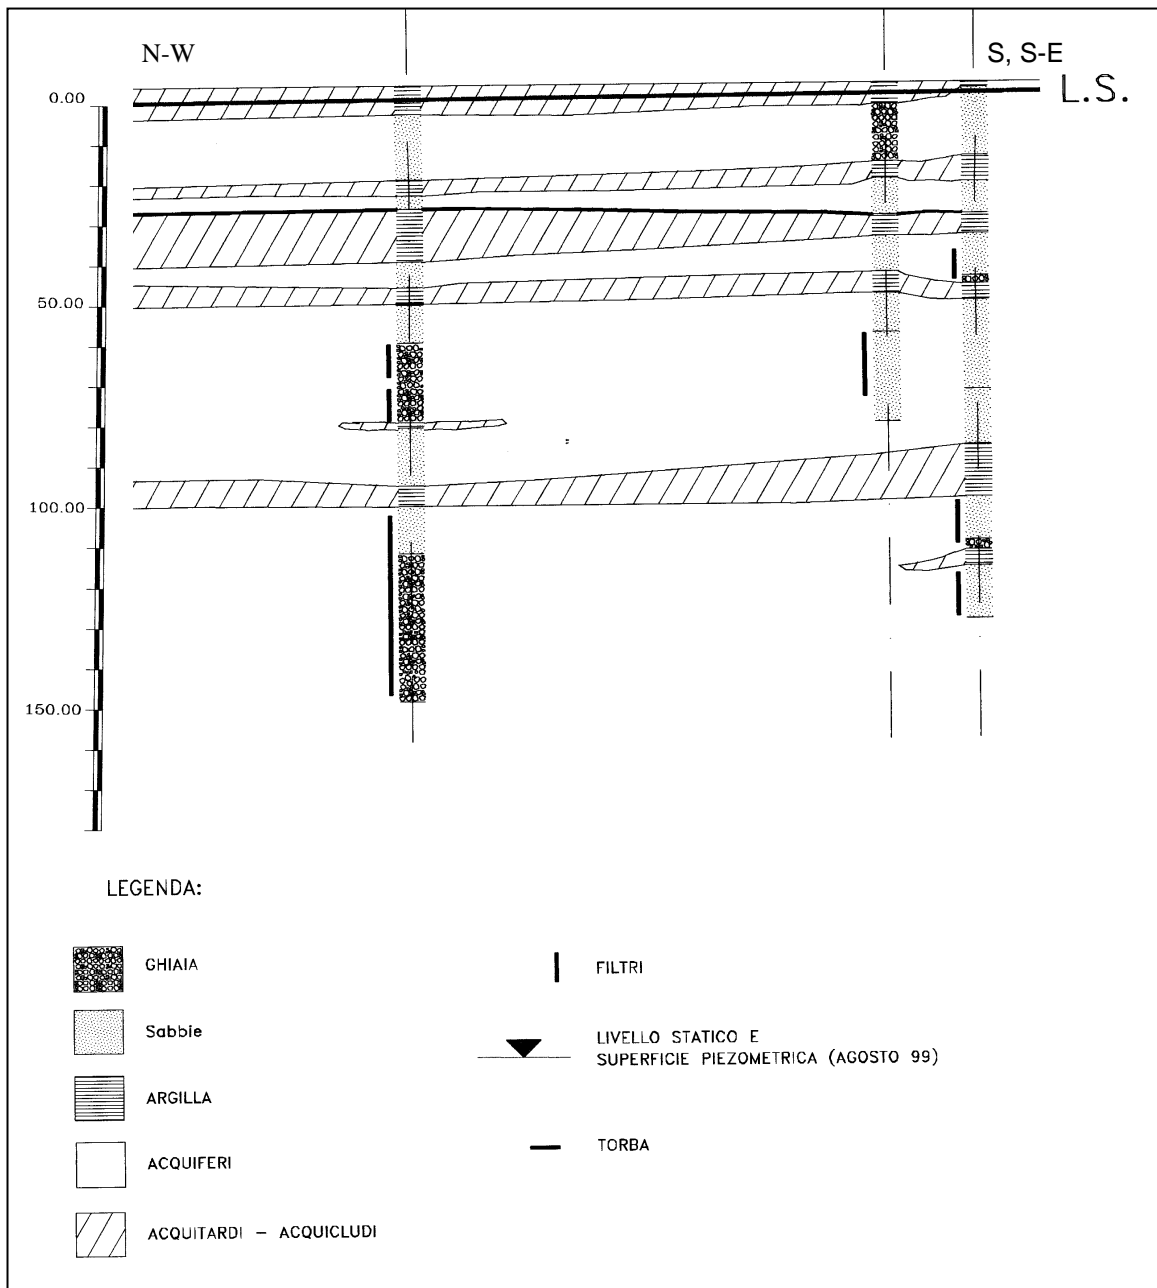 N-W
S, S-E
L.S.
0.00
50.00
100.00
150.00
LEGENDA:
GHIAIA
Sabbie
ARGILLA
ACQUIFERI
ACQUITARDI – ACQUICLUDI
FILTRI
LIVELLO STATICO E
SUPERFICIE PIEZOMETRICA (AGOSTO 99)
TORBA